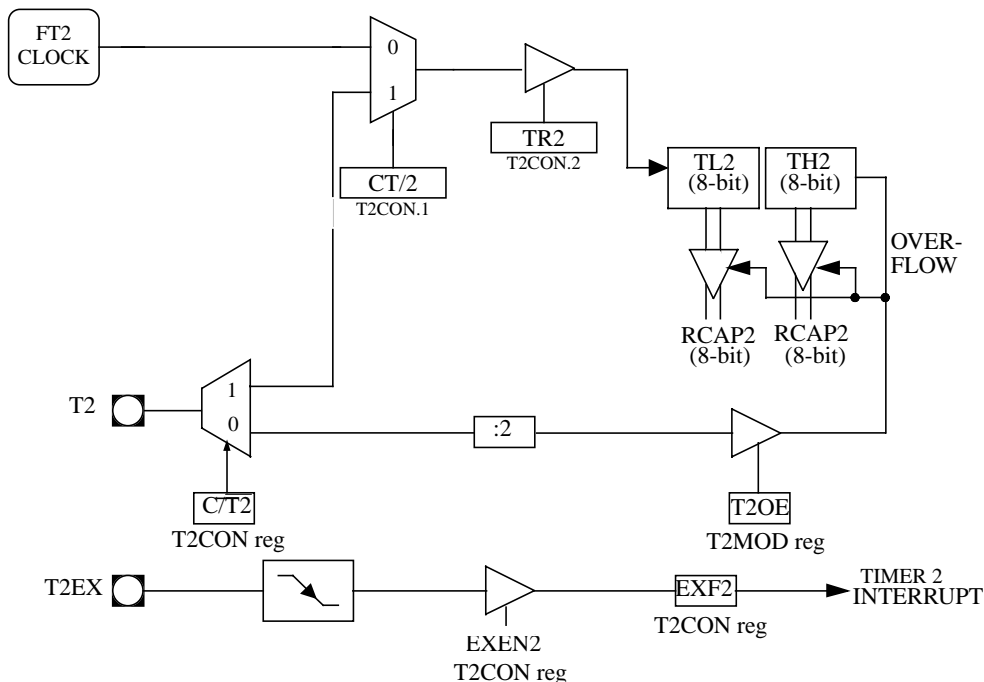 FT2
CLOCK
0
1
TR2
T2CON.2
CT/2
T2CON.1
TL2
(8-bit)
TH2
(8-bit)
OVER-
FLOW
RCAP2
(8-bit)
RCAP2
(8-bit)
T2
1
0
:2
C/T2
T2CON reg
T2OE
T2MOD reg
T2EX
EXEN2
T2CON reg
EXF2
T2CON reg
TIMER 2
INTERRUPT